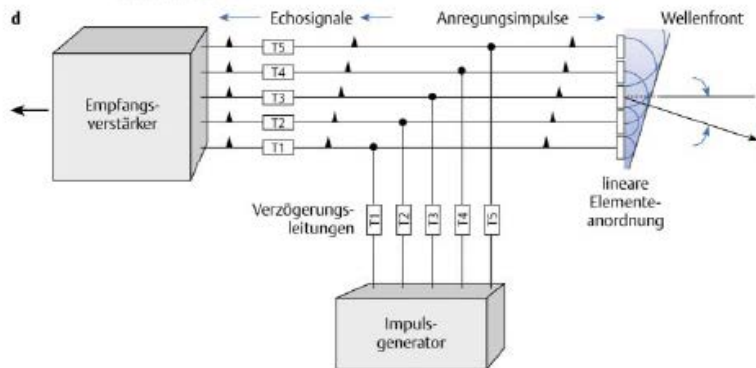 d
Echosignale
Anregungsimpulse
Wellenfront
T5
T4
T3
T2
T1
Empfangs-
verstärker
lineare
Elemente-
anordnung
Verzögerungs-
leitungen
T1
T2
T3
T4
T5
Impuls-
generator